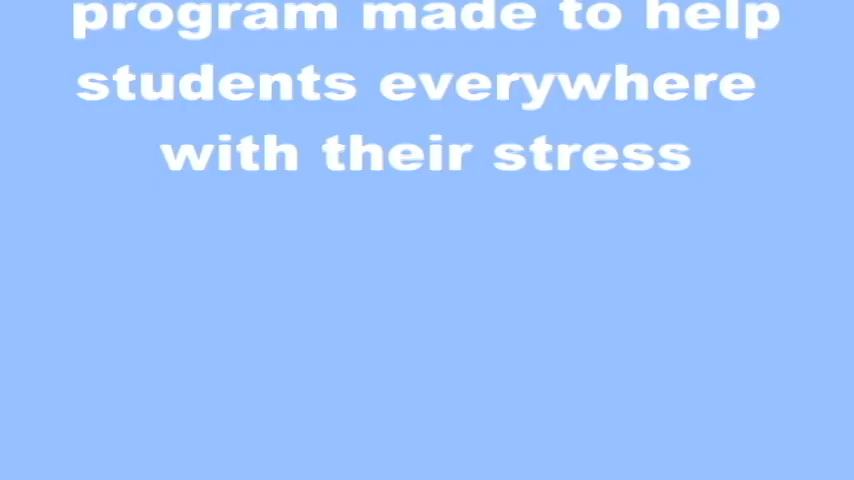 program made to help
students everywhere
with their stress